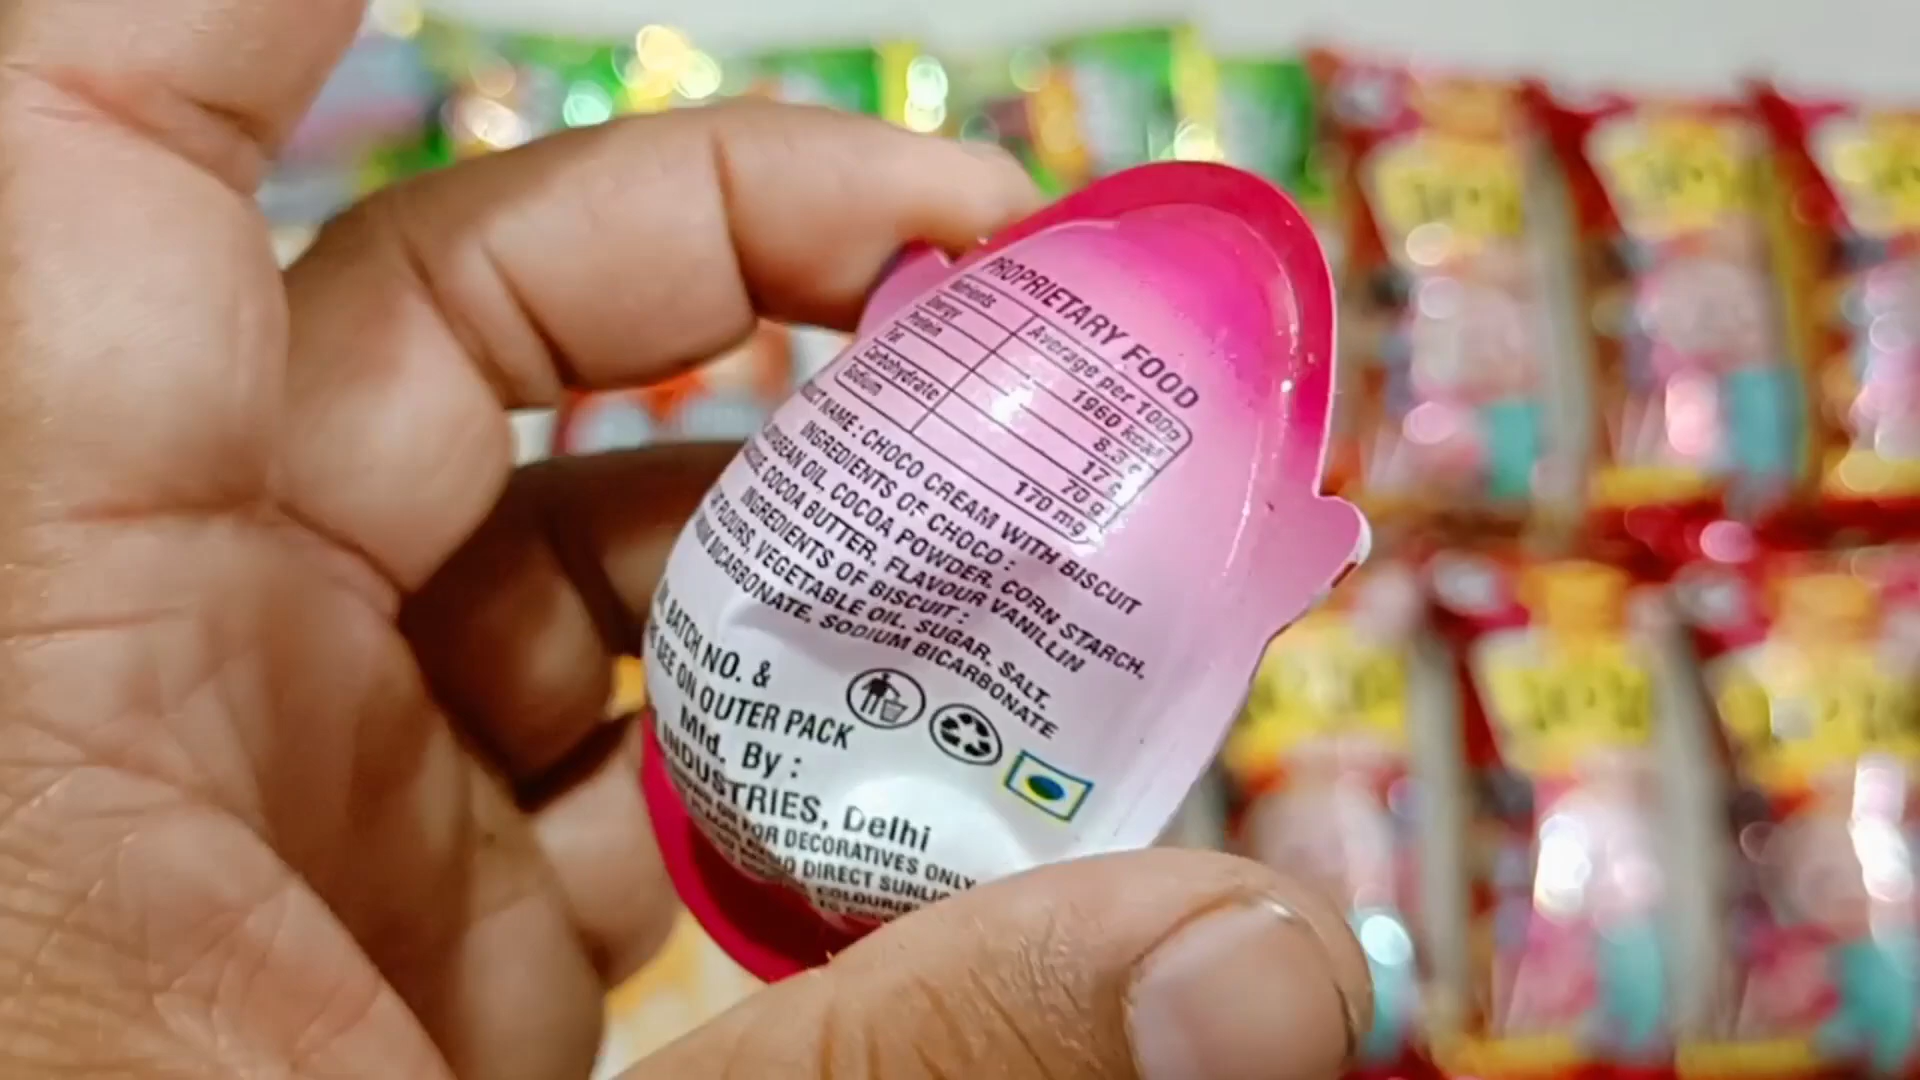 PROPRIETARY FOOD
Nutrients Average per 100g
Energy 1960 kcal
Protein 8.3 g
Fat 17 g
Carbohydrate 70 g
Sodium 170 mg
NAME : CHOCO CREAM WITH BISCUIT
INGREDIENTS OF CHOCO :
OIL, COCOA POWDER, CORN STARCH,
COCOA BUTTER, FLAVOUR VANILLIN
INGREDIENTS OF BISCUIT :
FLOURS, VEGETABLE OIL, SUGAR, SALT,
BICARBONATE, SODIUM BICARBONATE
BATCH NO. &
SEE ON OUTER PACK
Mfd. By :
INDUSTRIES, Delhi
FOR DECORATIVES ONLY
DIRECT